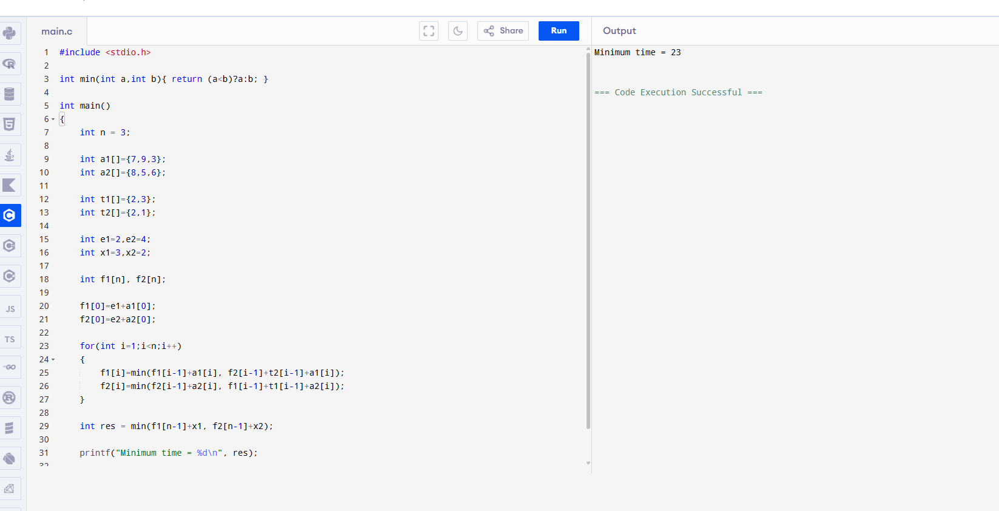 main.c
Share
Run
Output
1 #include <stdio.h>
2
3 int min(int a,int b){ return (a<b)?a:b; }
4
5 int main()
6 {
7 int n = 3;
8
9 int a1[]={7,9,3};
10 int a2[]={8,5,6};
11
12 int t1[]={2,3};
13 int t2[]={2,1};
14
15 int e1=2,e2=4;
16 int x1=3,x2=2;
17
18 int f1[n], f2[n];
19
20 f1[0]=e1+a1[0];
21 f2[0]=e2+a2[0];
22
23 for(int i=1;i<n;i++)
24 {
25 f1[i]=min(f1[i-1]+a1[i], f2[i-1]+t2[i-1]+a1[i]);
26 f2[i]=min(f2[i-1]+a2[i], f1[i-1]+t1[i-1]+a2[i]);
27 }
28
29 int res = min(f1[n-1]+x1, f2[n-1]+x2);
30
31 printf("Minimum time = %d\n", res);
32
Minimum time = 23
=== Code Execution Successful ===
JS
TS
GO